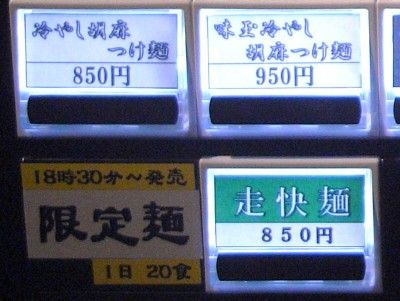 冷やし胡麻
つけ麺
850円
味玉冷やし
胡麻つけ麺
950円
18時30分~発売
限定麺
1日 20食
走快麺
850円